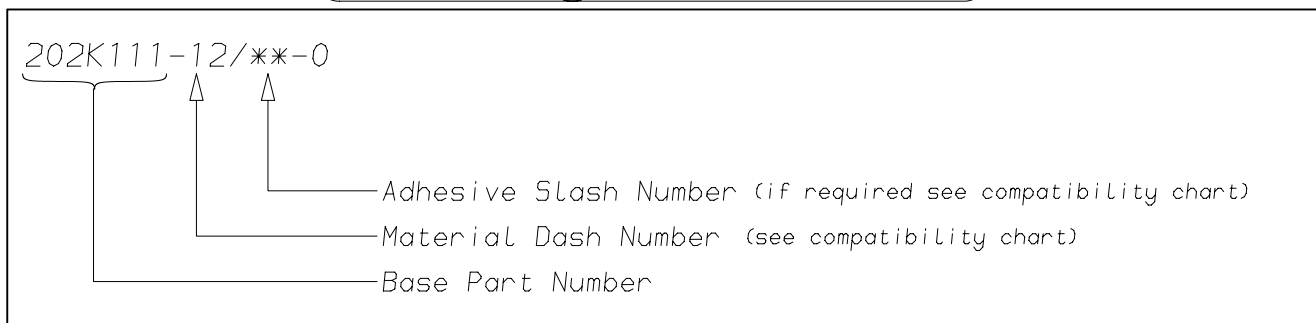 202K111-12/**-0
Adhesive Slash Number (if required see compatibility chart)
Material Dash Number (see compatibility chart)
Base Part Number